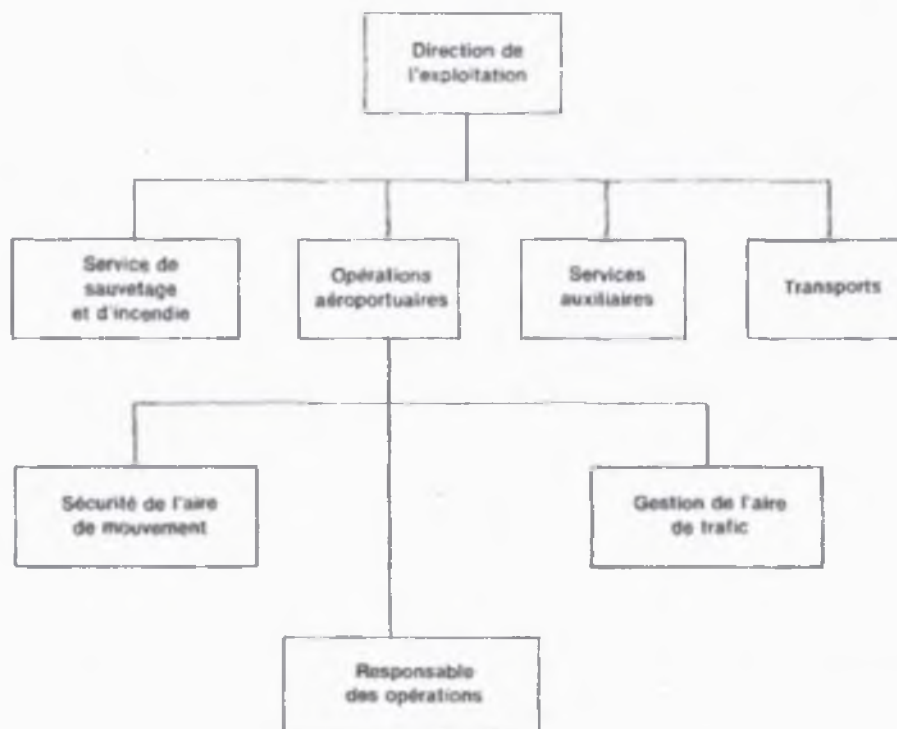 Direction de
l'exploitation
Service de
sauvetage
et d'incendie
Opérations
aéroportuaires
Services
auxiliaires
Transports
Sécurité de l'aire
de mouvement
Gestion de l'aire
de trafic
Responsable
des opérations